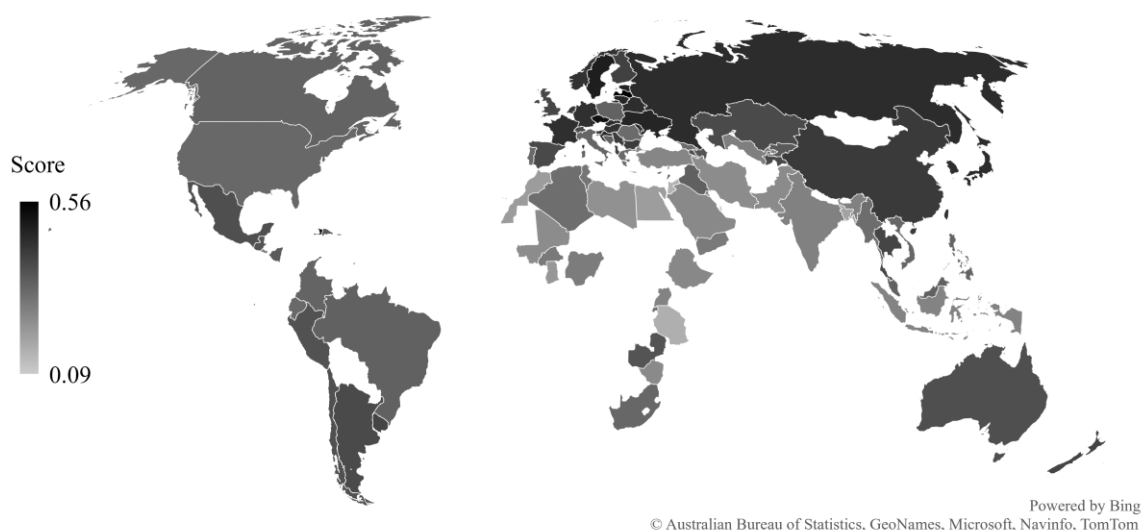 Score
0.56
0.09
Powered by Bing
© Australian Bureau of Statistics, GeoNames, Microsoft, Navinfo, TomTom